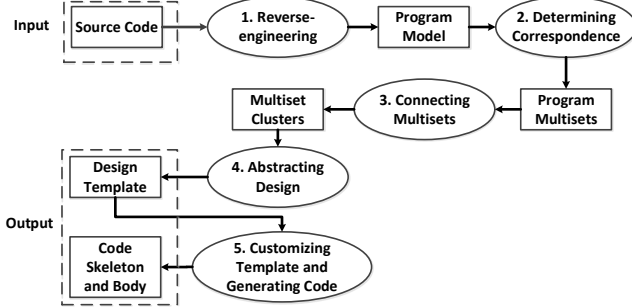 Input
Source Code
1. Reverse-
engineering
Program
Model
2. Determining
Correspondence
Multiset
Clusters
3. Connecting
Multisets
Program
Multisets
Design
Template
4. Abstracting
Design
Output
Code
Skeleton
and Body
5. Customizing
Template and
Generating Code